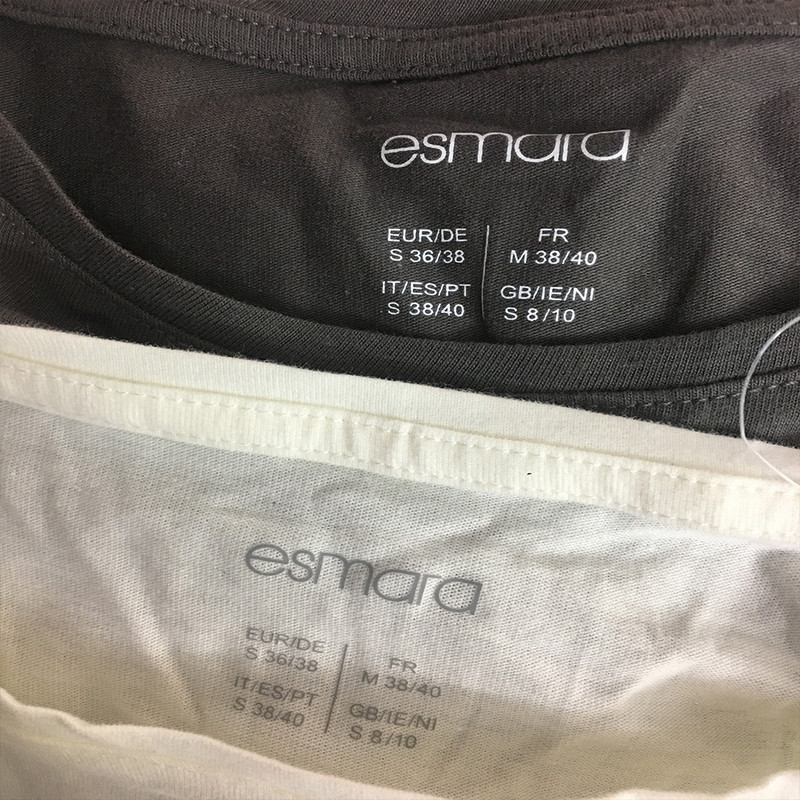 esmara
EUR/DE
S 36/38
FR
M 38/40
IT/ES/PT
S 38/40
GB/IE/NI
S 8/10
esmara
EUR/DE
S 36/38
FR
M 38/40
IT/ES/PT
S 38/40
GB/IE/NI
S 8/10